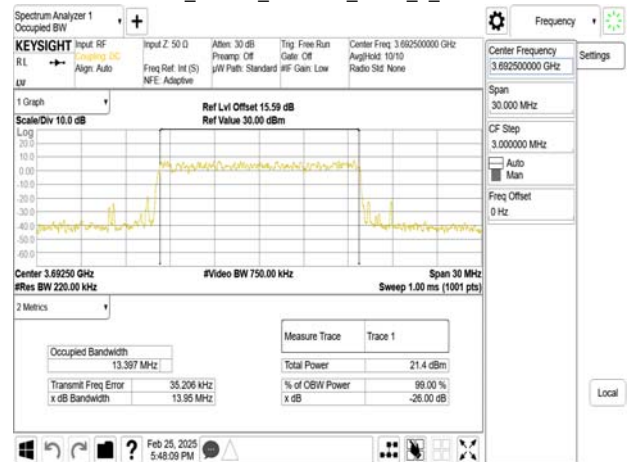 Spectrum Analyzer 1
Occupied BW
Frequency
KEYSIGHT
RL
Input: RF
Coupling: DC
Align: Auto
Input Z: 50 Ω
Freq Ref: Int (S)
NFE: Adaptive
Atten: 30 dB
Preamp: Off
µW Path: Standard
Trig: Free Run
Gate: Off
#IF Gain: Low
Center Freq: 3.692500000 GHz
Avg|Hold: 10/10
Radio Std: None
1 Graph
Scale/Div 10.0 dB
Ref Lvl Offset 15.59 dB
Ref Value 30.00 dBm
Log
20.0
10.0
0.00
-10.0
-20.0
-30.0
-40.0
-50.0
-60.0
Center 3.69250 GHz
#Res BW 220.00 kHz
#Video BW 750.00 kHz
Span 30 MHz
Sweep 1.00 ms (1001 pts)
2 Metrics
Occupied Bandwidth
13.397 MHz
Transmit Freq Error 35.206 kHz
x dB Bandwidth 13.95 MHz
Measure Trace Trace 1
Total Power 21.4 dBm
% of OBW Power 99.00 %
x dB -26.00 dB
Center Frequency
3.692500000 GHz
Settings
Span
30.000 MHz
CF Step
3.000000 MHz
Auto
Man
Freq Offset
0 Hz
Local
Feb 25, 2025
5:48:09 PM